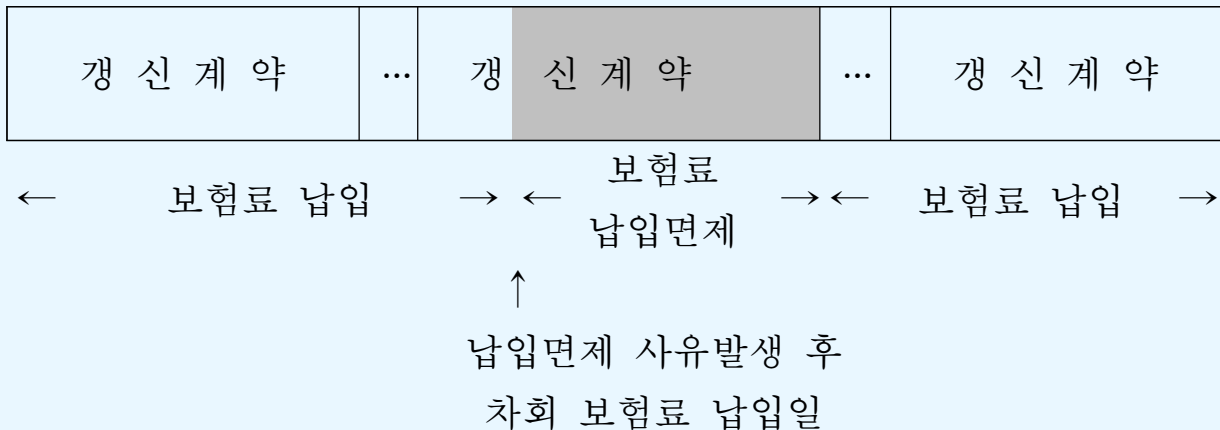 갱 신 계 약 ... 갱 신 계 약 ... 갱 신 계 약
← 보험료 납입 → ← 보험료 납입면제 → ← 보험료 납입 →
↑
납입면제 사유발생 후
차회 보험료 납입일